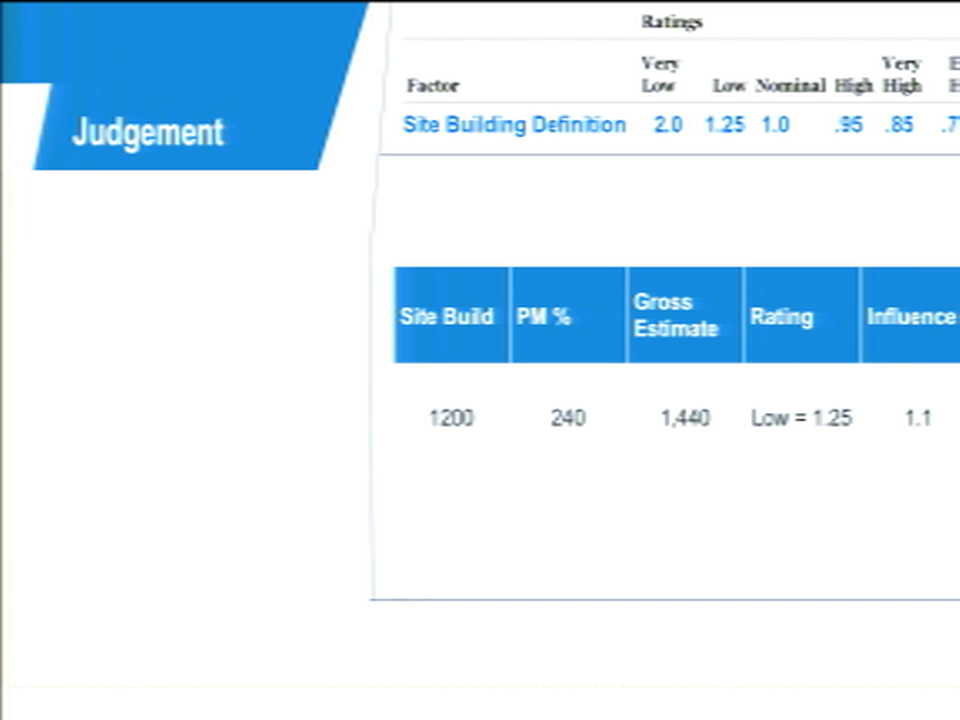 Judgement
Ratings
Very Very
Low Low Nominal High High
Factor
Site Building Definition 2.0 1.25 1.0 .95 .85
Site Build PM % Gross Estimate Rating Influence
1200 240 1,440 Low = 1.25 1.1